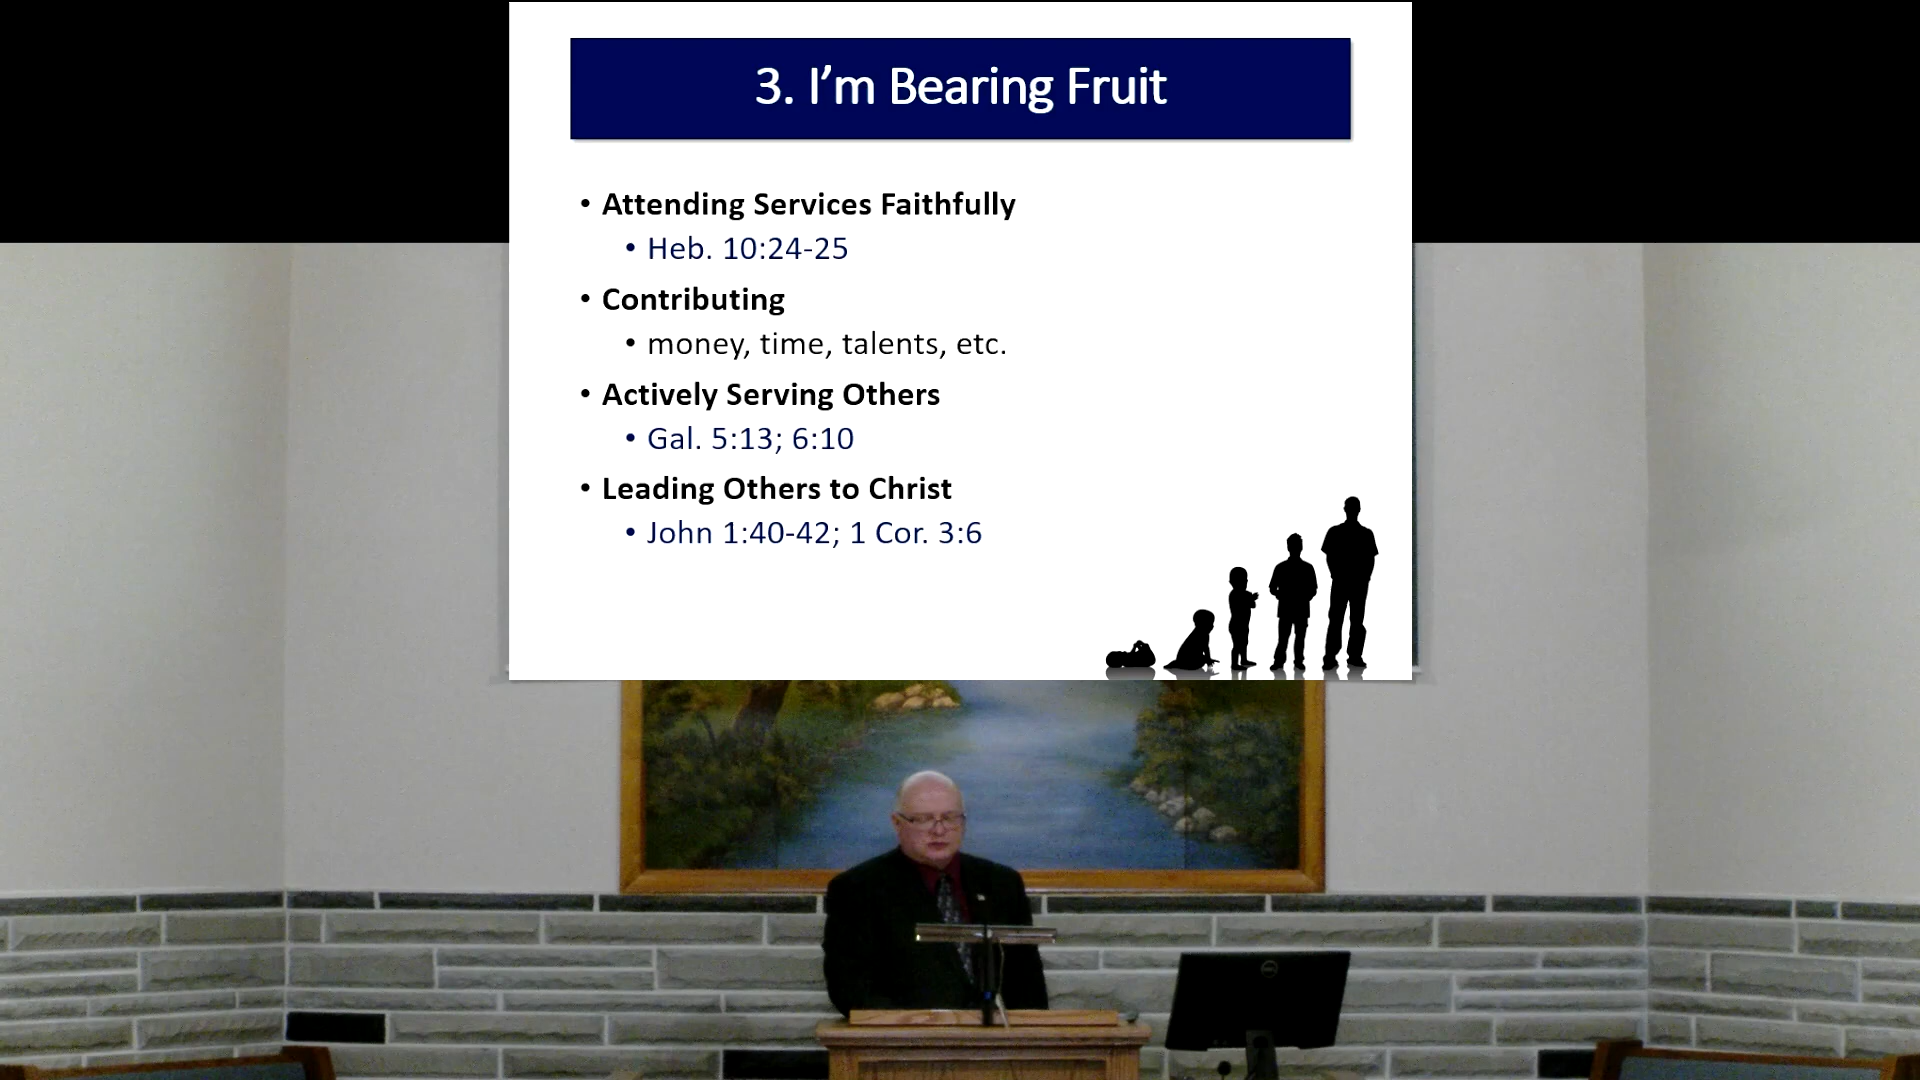 3. I'm Bearing Fruit
• Attending Services Faithfully
• Heb. 10:24-25
• Contributing
• money, time, talents, etc.
• Actively Serving Others
• Gal. 5:13; 6:10
• Leading Others to Christ
• John 1:40-42; 1 Cor. 3:6
DELL